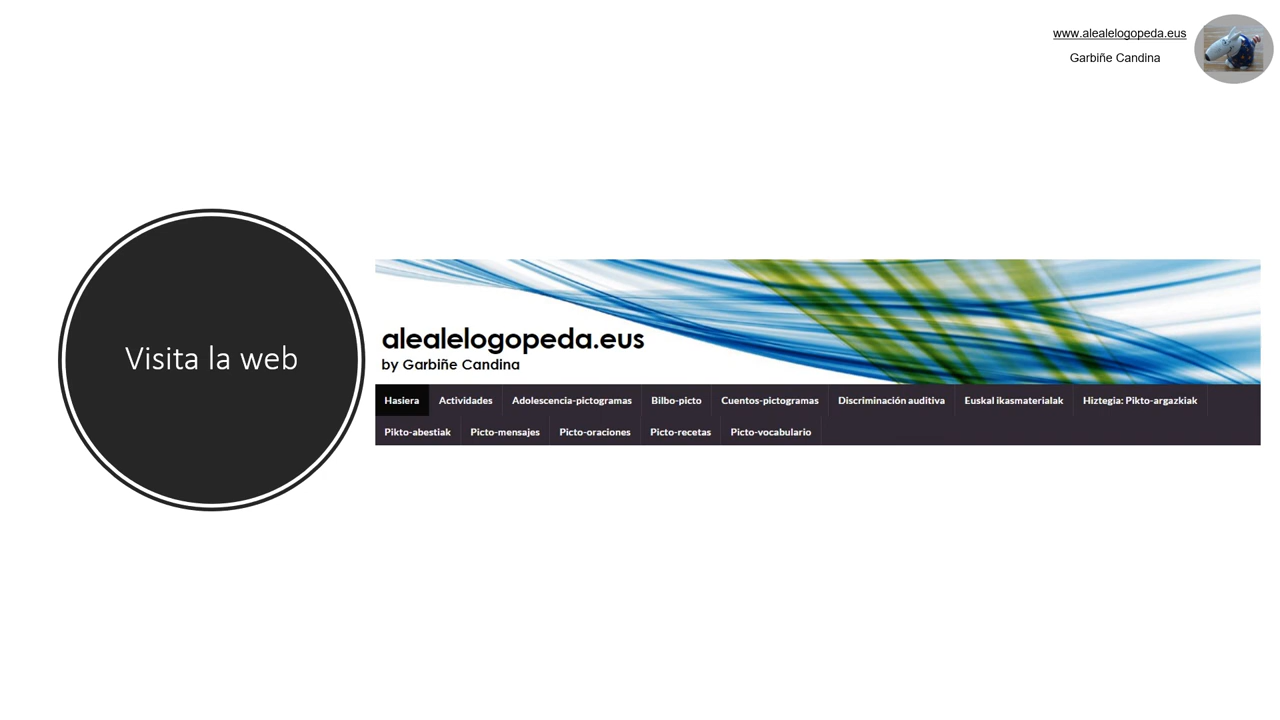 www.alealelogopeda.eus
Garbiñe Candina
Visita la web
alealelogopeda.eus
by Garbiñe Candina
Hasiera Actividades Adolescencia-pictogramas Bilbo-picto Cuentos-pictogramas Discriminación auditiva Euskal ikasmaterialak Hiztegia: Pikto-argazkiak
Pikto-abestiak Picto-mensajes Picto-oraciones Picto-recetas Picto-vocabulario